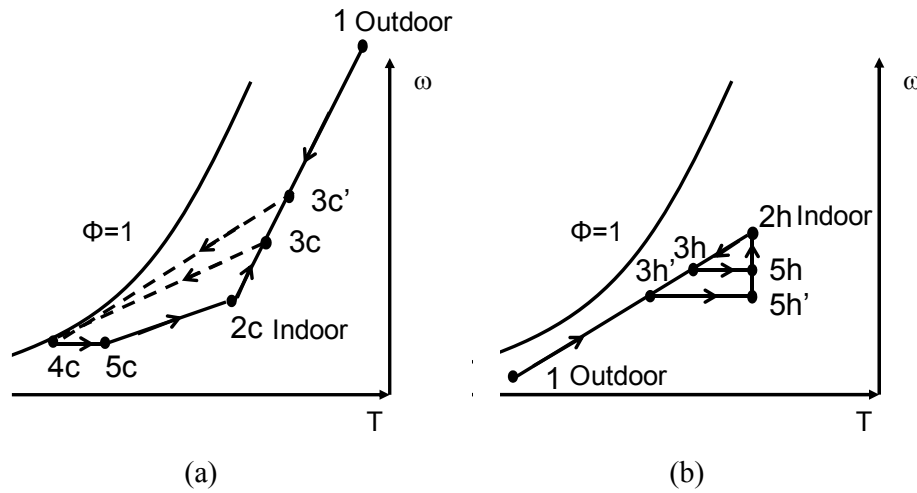 1 Outdoor
ω
3c’
Φ=1
3c
2c Indoor
4c
5c
T
(a)
ω
2h Indoor
Φ=1
3h’
3h
5h
5h’
1 Outdoor
T
(b)